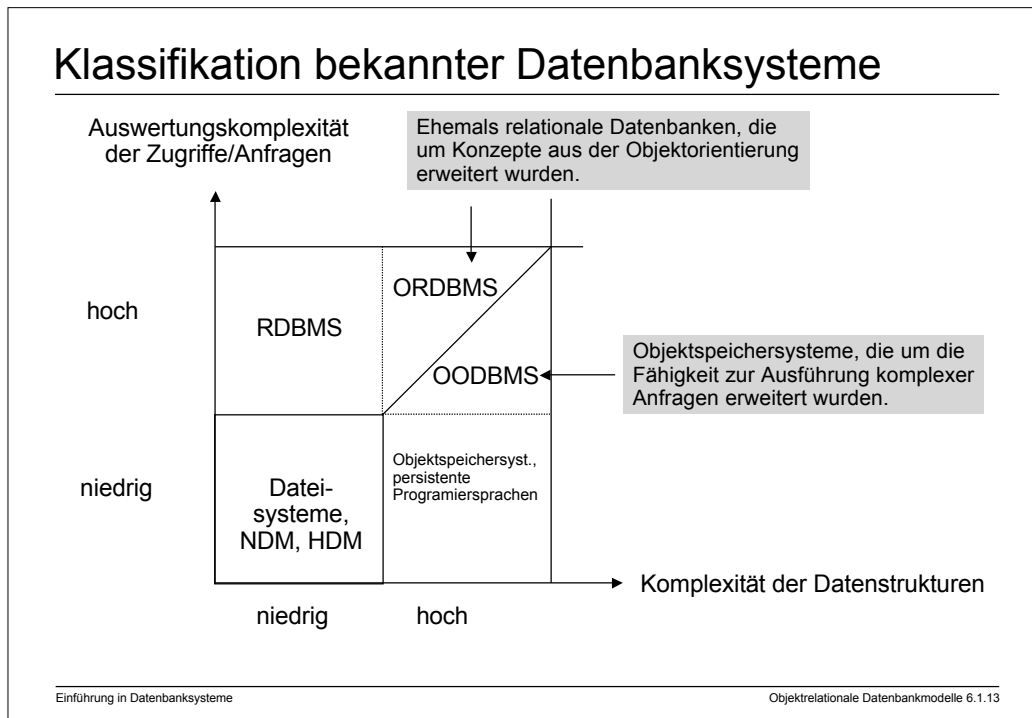 Klassifikation bekannter Datenbanksysteme
Auswertungskomplexität
der Zugriffe/Anfragen
Ehemals relationale Datenbanken, die
um Konzepte aus der Objektorientierung
erweitert wurden.
hoch
RDBMS
ORDBMS
OODBMS
Objektspeichersysteme, die um die
Fähigkeit zur Ausführung komplexer
Anfragen erweitert wurden.
niedrig
Datei-
systeme,
NDM, HDM
Objektspeichersyst.,
persistente
Programiersprachen
Komplexität der Datenstrukturen
niedrig
hoch
Einführung in Datenbanksysteme
Objektrelationale Datenbankmodelle 6.1.13